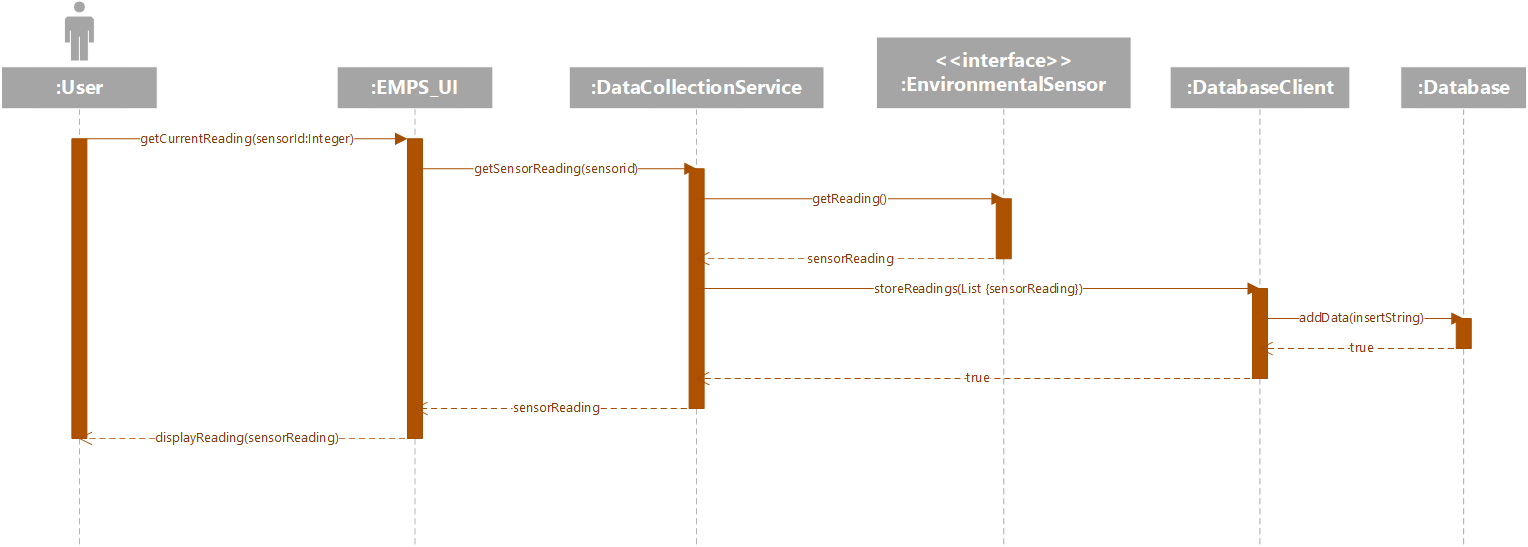 :User
:EMPS_UI
:DataCollectionService
<<interface>>
:EnvironmentalSensor
:DatabaseClient
:Database
getCurrentReading(sensorId:Integer)
getSensorReading(sensorid)
getReading()
sensorReading
storeReadings(List {sensorReading})
addData(insertString)
true
true
sensorReading
displayReading(sensorReading)